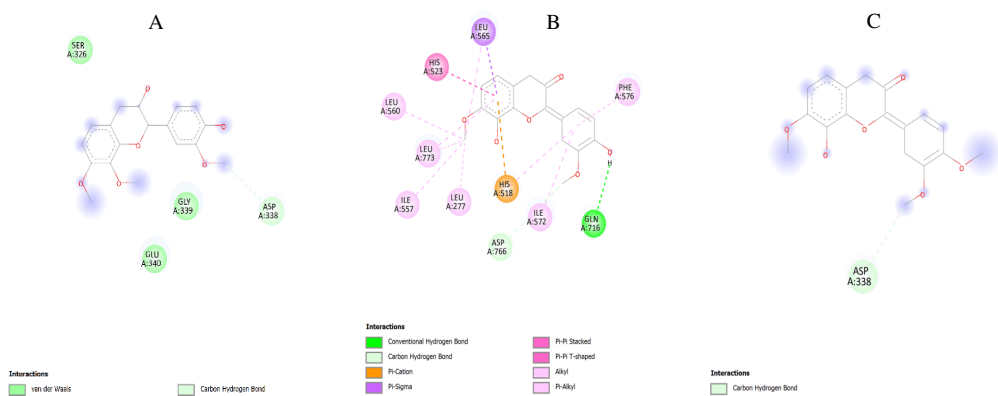 A
B
C
SER
A:326
O
O
O
O
O
O
GLY
A:339
ASP
A:338
GLU
A:340
Interactions
van der Waals
Carbon Hydrogen Bond
LEU
A:565
HIS
A:523
PHE
A:576
LEU
A:560
O
O
O
O
O
O
H
LEU
A:773
HIS
A:518
ILE
A:557
LEU
A:277
ILE
A:572
GLN
A:716
ASP
A:766
Interactions
Conventional Hydrogen Bond
Carbon Hydrogen Bond
Pi-Cation
Pi-Sigma
Pi-Pi Stacked
Pi-Pi T-shaped
Alkyl
Pi-Alkyl
O
O
O
O
O
O
ASP
A:338
Interactions
Carbon Hydrogen Bond